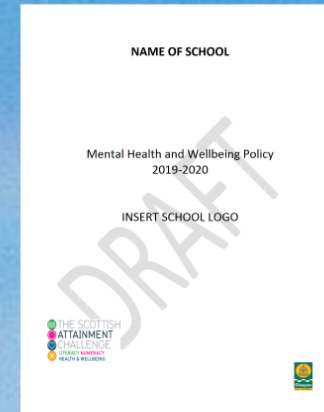 NAME OF SCHOOL
Mental Health and Wellbeing Policy
2019-2020
INSERT SCHOOL LOGO
DRAFT
THE SCOTTISH
ATTAINMENT
CHALLENGE
LITERACY NUMERACY
HEALTH & WELLBEING